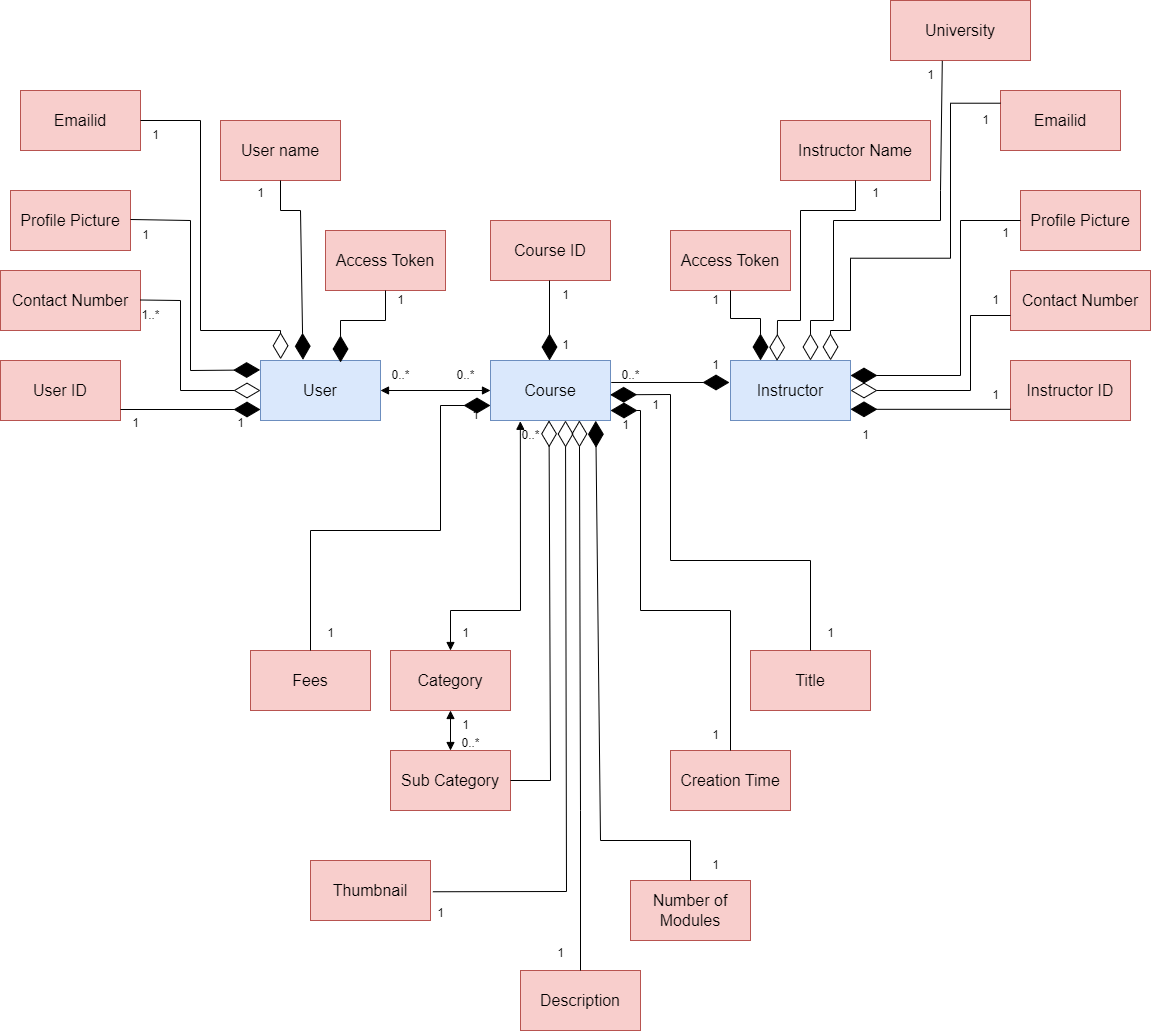 University
Emailid
1
User name
1
Instructor Name
1
1
Emailid
1
Profile Picture
1
Access Token
1
Course ID
1
Access Token
1
Profile Picture
1
Contact Number
1..*
Contact Number
1
User ID
1
User
1
0..*
0..*
1
Course
1
0..*
1
1
1
0..*
Instructor
1
Instructor ID
1
1
Fees
1
Category
1
Title
1
1
0..*
Sub Category
Creation Time
1
Thumbnail
1
Number of
Modules
1
Description
1